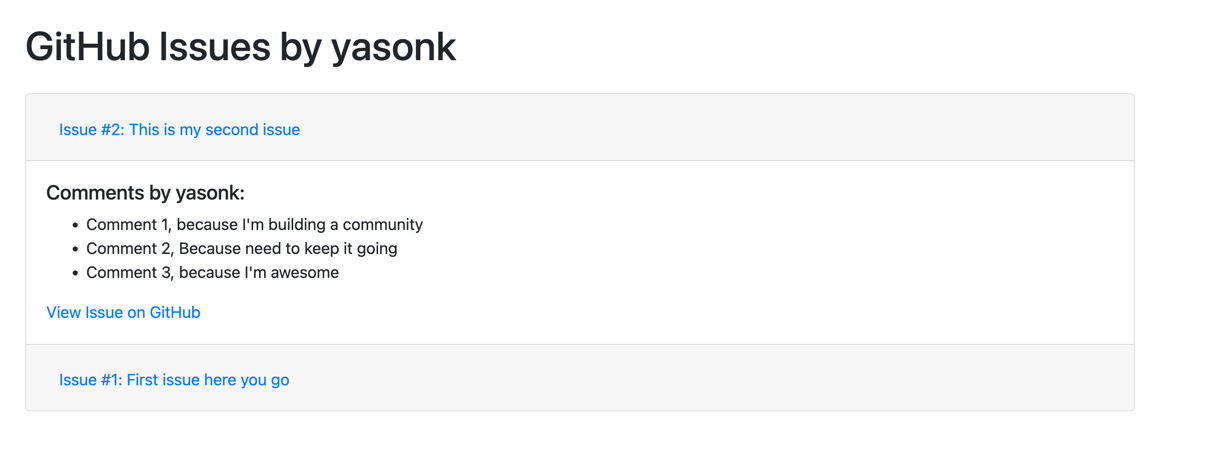 GitHub Issues by yasonk
Issue #2: This is my second issue
Comments by yasonk:
• Comment 1, because I'm building a community
• Comment 2, Because need to keep it going
• Comment 3, because I'm awesome
View Issue on GitHub
Issue #1: First issue here you go